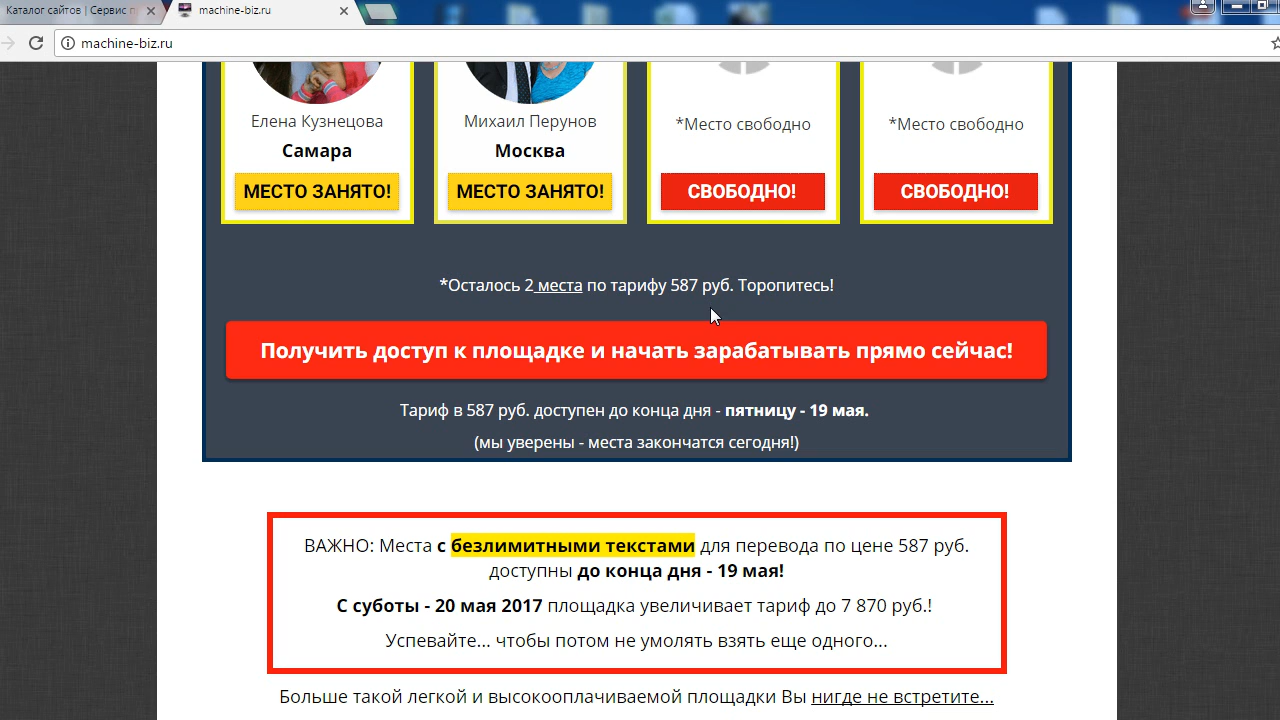 Каталог сайтов | Сервис п
machine-biz.ru
machine-biz.ru
Елена Кузнецова
Михаил Перунов
*Место свободно
*Место свободно
Самара
Москва
МЕСТО ЗАНЯТО!
МЕСТО ЗАНЯТО!
СВОБОДНО!
СВОБОДНО!
*Осталось 2 места по тарифу 587 руб. Торопитесь!
Получить доступ к площадке и начать зарабатывать прямо сейчас!
Тариф в 587 руб. доступен до конца дня - пятницу - 19 мая.
(мы уверены - места закончатся сегодня!)
ВАЖНО: Места с безлимитными текстами для перевода по цене 587 руб.
доступны до конца дня - 19 мая!
С субботы - 20 мая 2017 площадка увеличивает тариф до 7 870 руб.!
Успевайте... чтобы потом не умолять взять еще одного...
Больше такой легкой и высокооплачиваемой площадки Вы нигде не встретите...